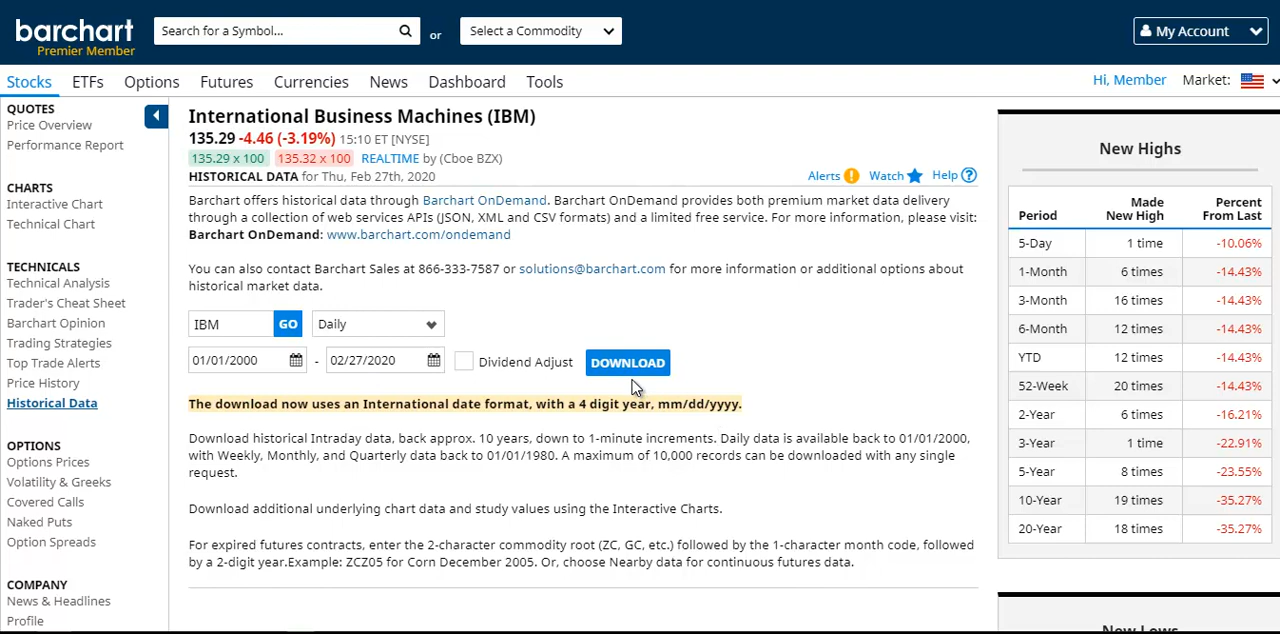 barchart
Premier Member
Search for a Symbol...
or
Select a Commodity
My Account
Stocks ETFs Options Futures Currencies News Dashboard Tools
Hi, Member Market:
QUOTES
Price Overview
Performance Report
CHARTS
Interactive Chart
Technical Chart
TECHNICALS
Technical Analysis
Trader's Cheat Sheet
Barchart Opinion
Trading Strategies
Top Trade Alerts
Price History
Historical Data
OPTIONS
Options Prices
Volatility & Greeks
Covered Calls
Naked Puts
Option Spreads
COMPANY
News & Headlines
Profile
International Business Machines (IBM)
135.29 -4.46 (-3.19%) 15:10 ET [NYSE]
135.29 x 100 135.32 x 100 REALTIME by (Cboe BZX)
HISTORICAL DATA for Thu, Feb 27th, 2020
Alerts Watch Help
Barchart offers historical data through Barchart OnDemand. Barchart OnDemand provides both premium market data delivery
through a collection of web services APIs (JSON, XML and CSV formats) and a limited free service. For more information, please visit:
Barchart OnDemand: www.barchart.com/ondemand
You can also contact Barchart Sales at 866-333-7587 or solutions@barchart.com for more information or additional options about
historical market data.
IBM GO Daily
01/01/2000 - 02/27/2020 Dividend Adjust DOWNLOAD
The download now uses an International date format, with a 4 digit year, mm/dd/yyyy.
Download historical Intraday data, back approx. 10 years, down to 1-minute increments. Daily data is available back to 01/01/2000,
with Weekly, Monthly, and Quarterly data back to 01/01/1980. A maximum of 10,000 records can be downloaded with any single
request.
Download additional underlying chart data and study values using the Interactive Charts.
For expired futures contracts, enter the 2-character commodity root (ZC, GC, etc.) followed by the 1-character month code, followed
by a 2-digit year.Example: ZCZ05 for Corn December 2005. Or, choose Nearby data for continuous futures data.
New Highs
Period Made New High Percent From Last
5-Day 1 time -10.06%
1-Month 6 times -14.43%
3-Month 16 times -14.43%
6-Month 12 times -14.43%
YTD 12 times -14.43%
52-Week 20 times -14.43%
2-Year 6 times -16.21%
3-Year 1 time -22.91%
5-Year 8 times -23.55%
10-Year 19 times -35.27%
20-Year 18 times -35.27%
New Lows